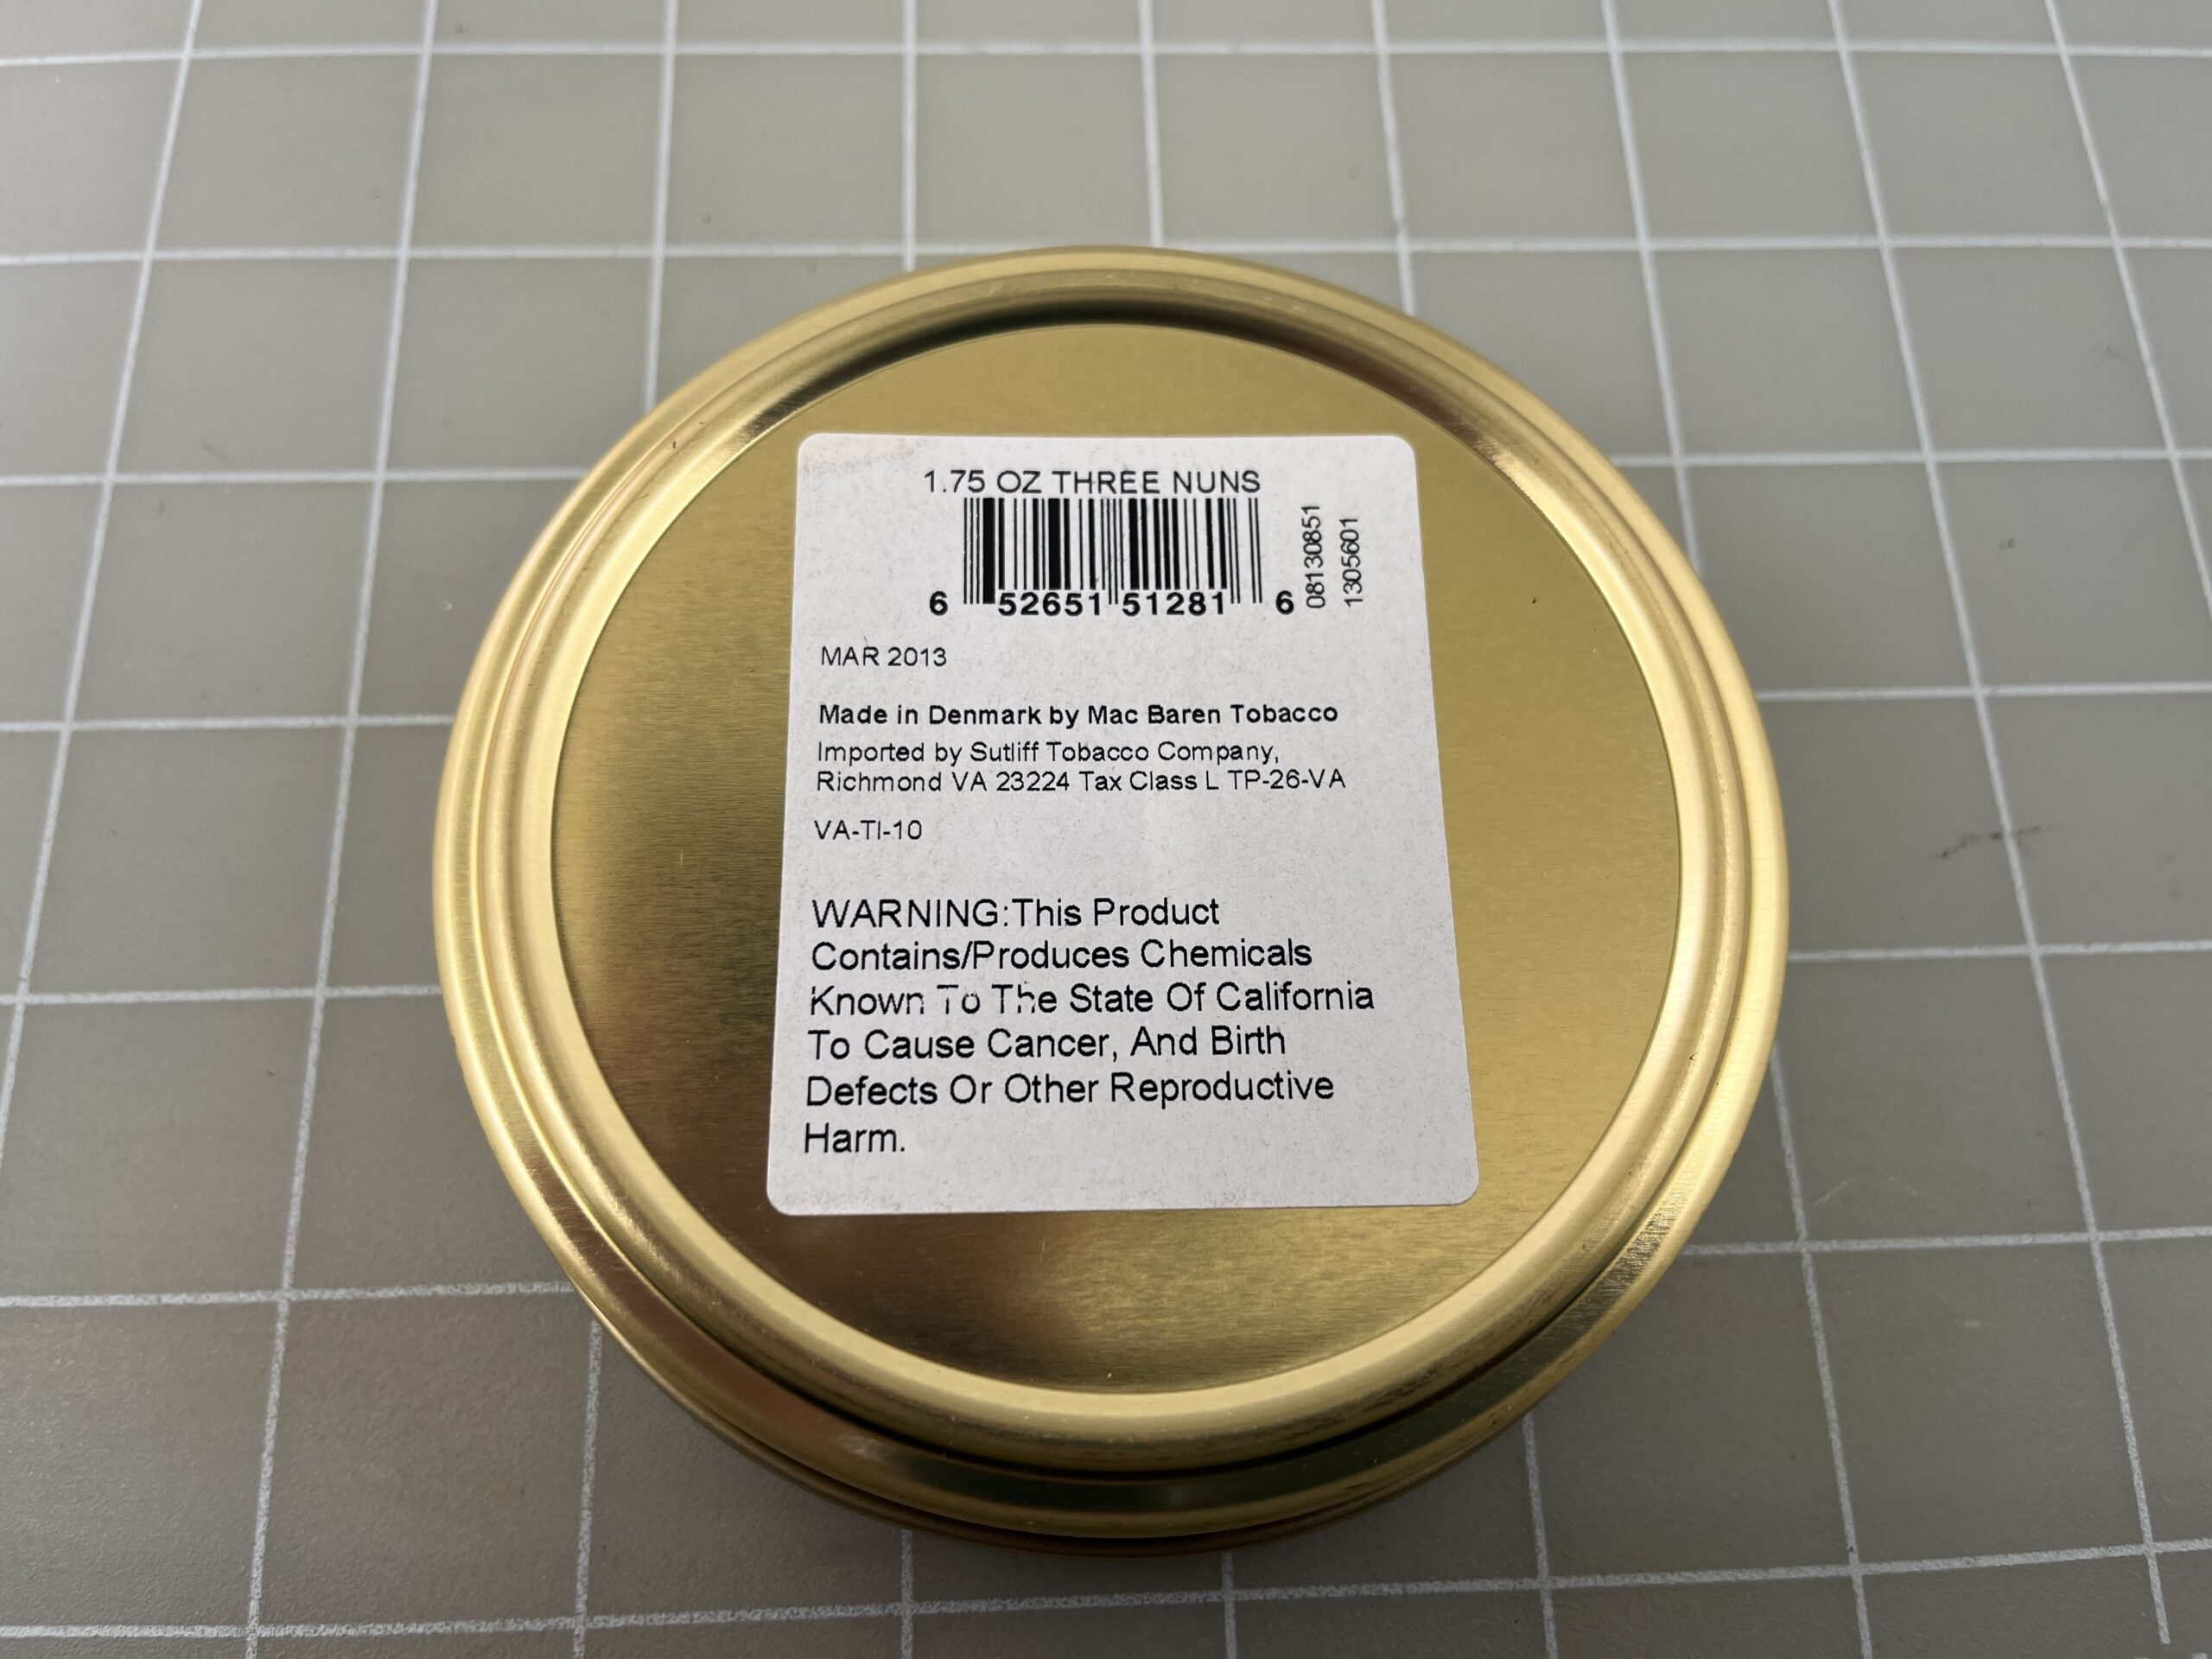 1.75 OZ THREE NUNS
6 52651 51281 6
08130851
1305601
MAR 2013
Made in Denmark by Mac Baren Tobacco
Imported by Sutliff Tobacco Company,
Richmond VA 23224 Tax Class L TP-26-VA
VA-TI-10
WARNING:This Product
Contains/Produces Chemicals
Known To The State Of California
To Cause Cancer, And Birth
Defects Or Other Reproductive
Harm.